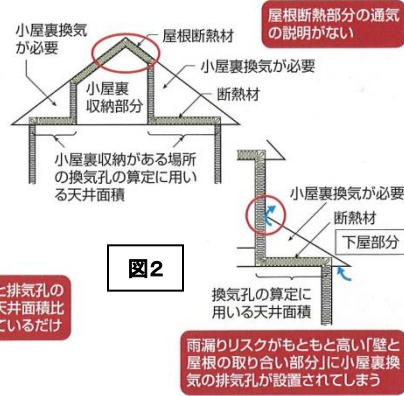 屋根断熱部分の通気
の説明がない
小屋裏換気
が必要
屋根断熱材
小屋裏換気が必要
小屋裏
収納部分
断熱材
小屋裏収納がある場所
の換気孔の算定に用い
る天井面積
小屋裏換気が必要
断熱材
下屋部分
図2
と排気孔の
天井面積比
ているだけ
換気孔の算定に
用いる天井面積
雨漏りリスクがもともと高い「壁と
屋根の取り合い部分」に小屋裏換
気の排気孔が設置されてしまう